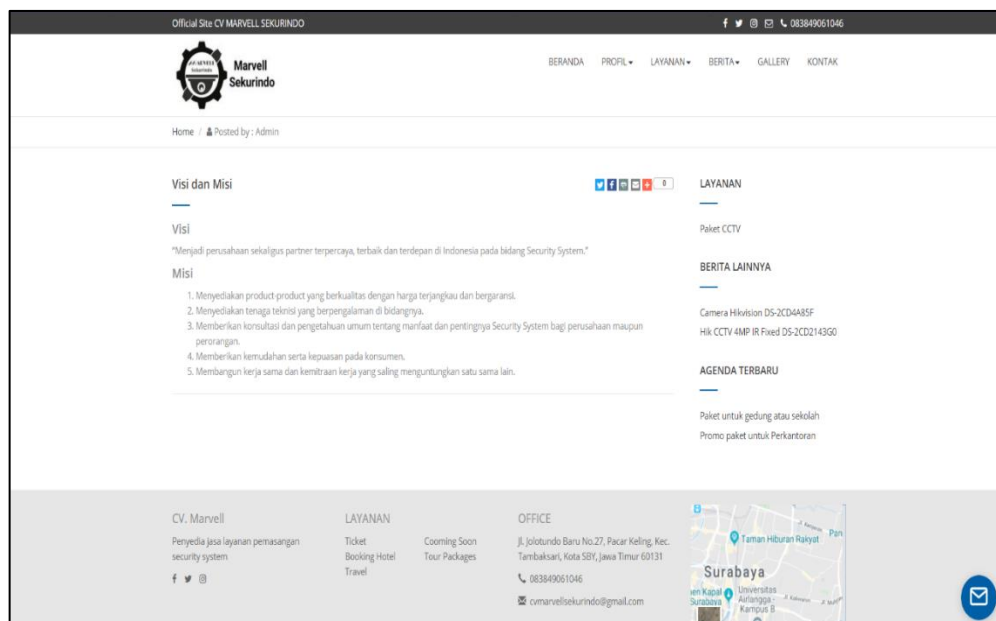 Official Site CV MARVELL SEKURINDO
083849061046
Marvell
Sekurindo
BERANDA PROFIL LAYANAN BERITA GALLERY KONTAK
Home / Posted by : Admin
Visi dan Misi
0
Visi
"Menjadi perusahaan sekaligus partner terpercaya, terbaik dan terdepan di Indonesia pada bidang Security System."
Misi
1. Menyediakan product-product yang berkualitas dengan harga terjangkau dan bergaransi.
2. Menyediakan tenaga teknisi yang berpengalaman di bidangnya.
3. Memberikan konsultasi dan pengetahuan umum tentang manfaat dan pentingnya Security System bagi perusahaan maupun
perorangan.
4. Memberikan kemudahan serta kepuasan pada konsumen.
5. Membangun kerja sama dan kemitraan kerja yang saling menguntungkan satu sama lain.
LAYANAN
Paket CCTV
BERITA LAINNYA
Camera Hikvision DS-2CD4A85F
Hik CCTV 4MP IR Fixed DS-2CD2143G0
AGENDA TERBARU
Paket untuk gedung atau sekolah
Promo paket untuk Perkantoran
CV. Marvell
Penyedia jasa layanan pemasangan
security system
LAYANAN
Ticket
Booking Hotel
Travel
Cooming Soon
Tour Packages
OFFICE
Jl. Jolotundo Baru No.27, Pacar Keling, Kec.
Tambaksari, Kota SBY, Jawa Timur 60131
083849061046
cvmarvellsekurindo@gmail.com
Taman Hiburan Rakyat
Surabaya
Universitas
Airlangga -
Kampus B